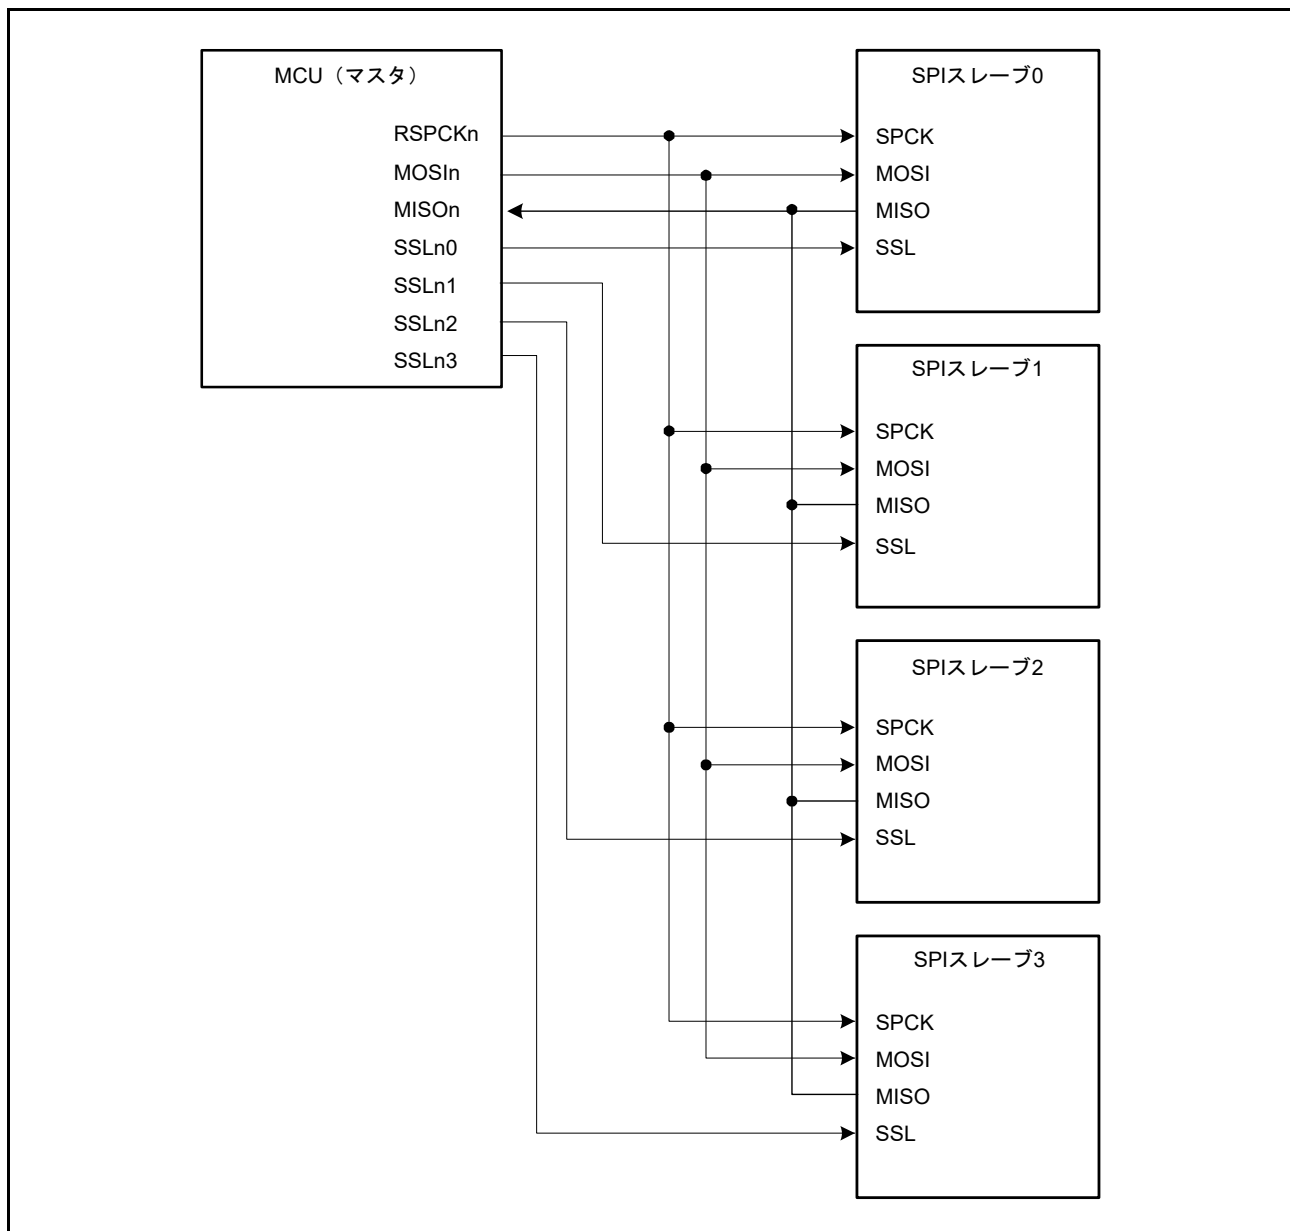 MCU（マスタ）
RSPCKn
MOSIn
MISOn
SSLn0
SSLn1
SSLn2
SSLn3
SPIスレーブ0
SPCK
MOSI
MISO
SSL
SPIスレーブ1
SPCK
MOSI
MISO
SSL
SPIスレーブ2
SPCK
MOSI
MISO
SSL
SPIスレーブ3
SPCK
MOSI
MISO
SSL